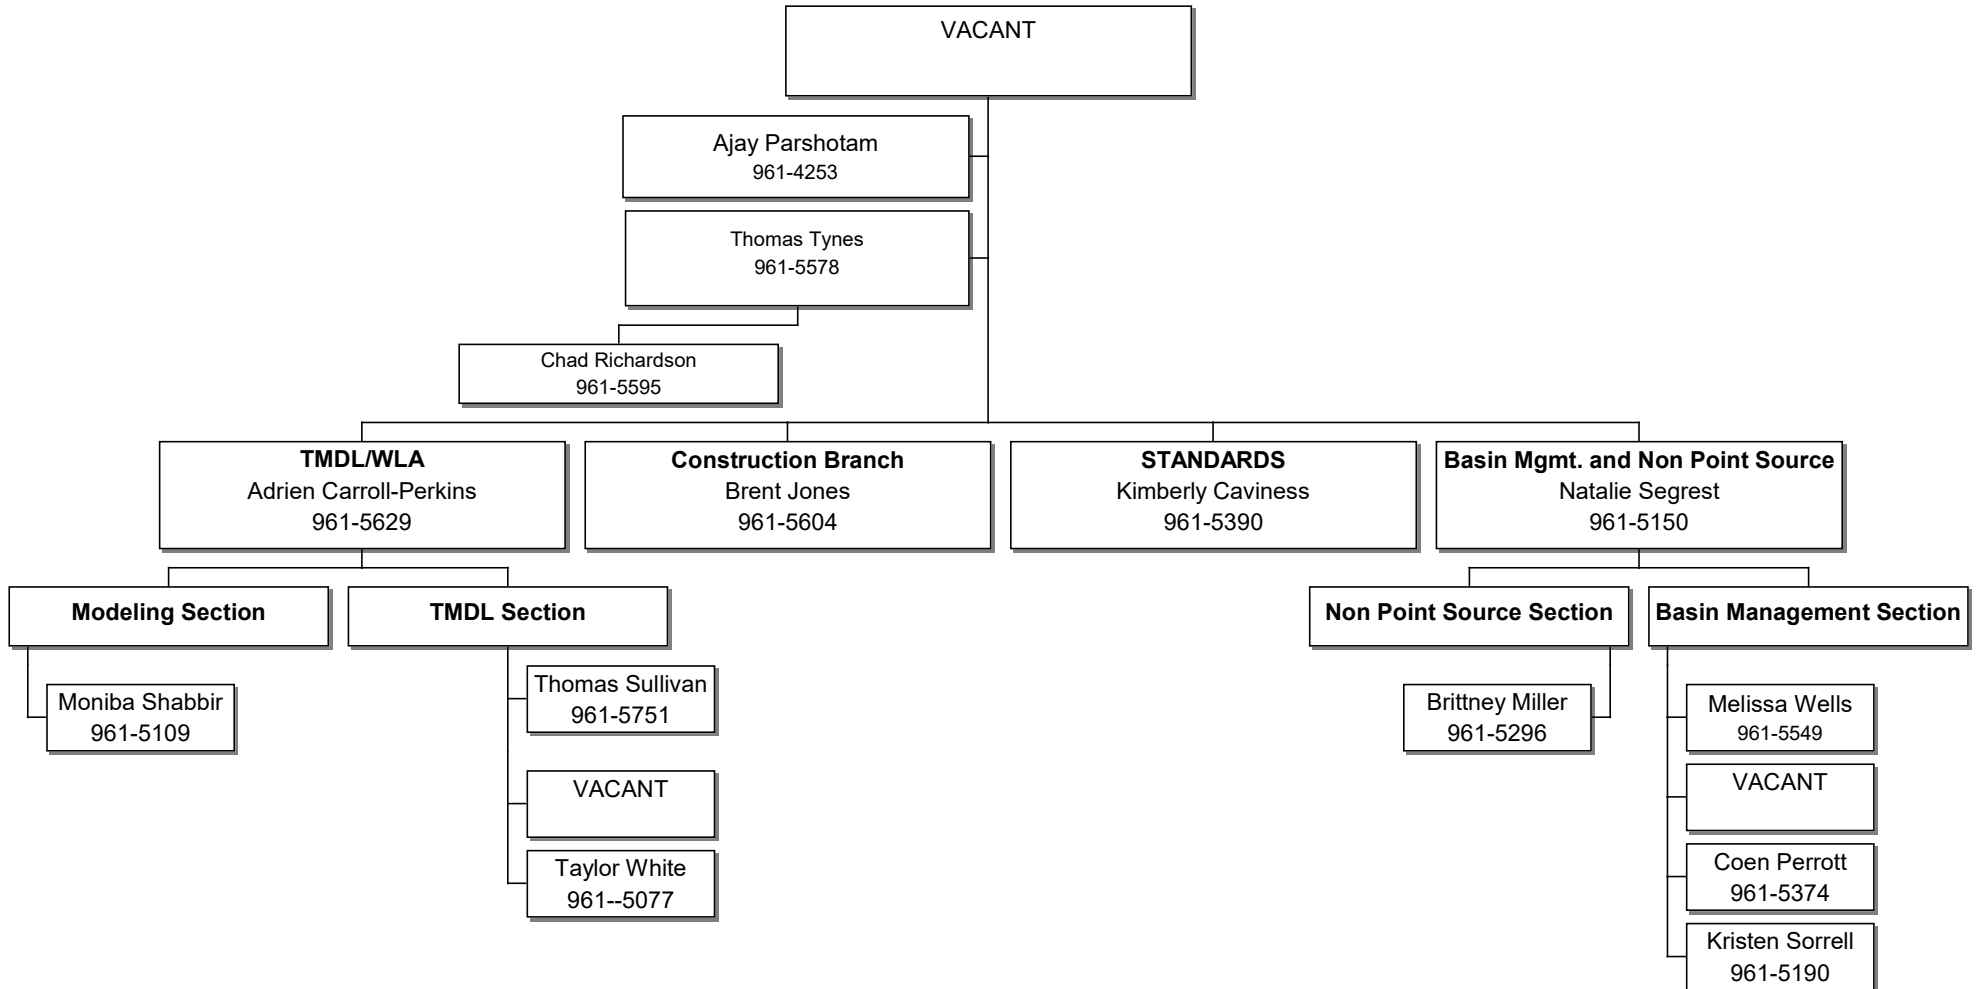 VACANT
Ajay Parshotam
961-4253
Thomas Tynes
961-5578
Chad Richardson
961-5595
TMDL/WLA
Adrien Carroll-Perkins
961-5629
Construction Branch
Brent Jones
961-5604
STANDARDS
Kimberly Caviness
961-5390
Basin Mgmt. and Non Point Source
Natalie Segrest
961-5150
Modeling Section
Moniba Shabbir
961-5109
TMDL Section
Thomas Sullivan
961-5751
VACANT
Taylor White
961--5077
Non Point Source Section
Brittney Miller
961-5296
Basin Management Section
Melissa Wells
961-5549
VACANT
Coen Perrott
961-5374
Kristen Sorrell
961-5190